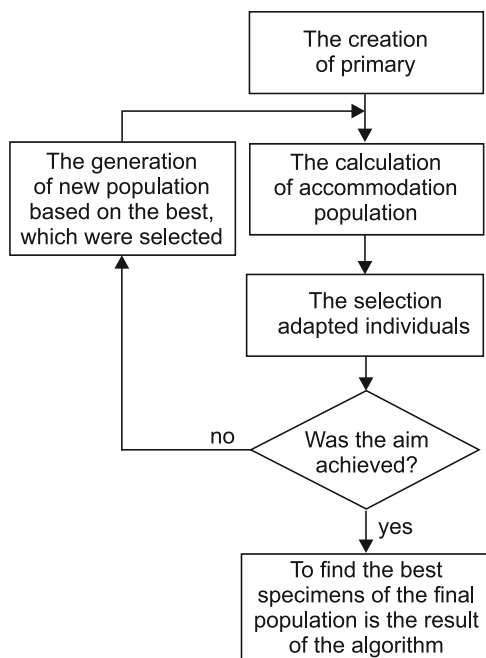 The creation
of primary
The generation
of new population
based on the best,
which were selected
The calculation
of accommodation
population
The selection
adapted individuals
no
Was the aim
achieved?
yes
To find the best
specimens of the final
population is the result
of the algorithm